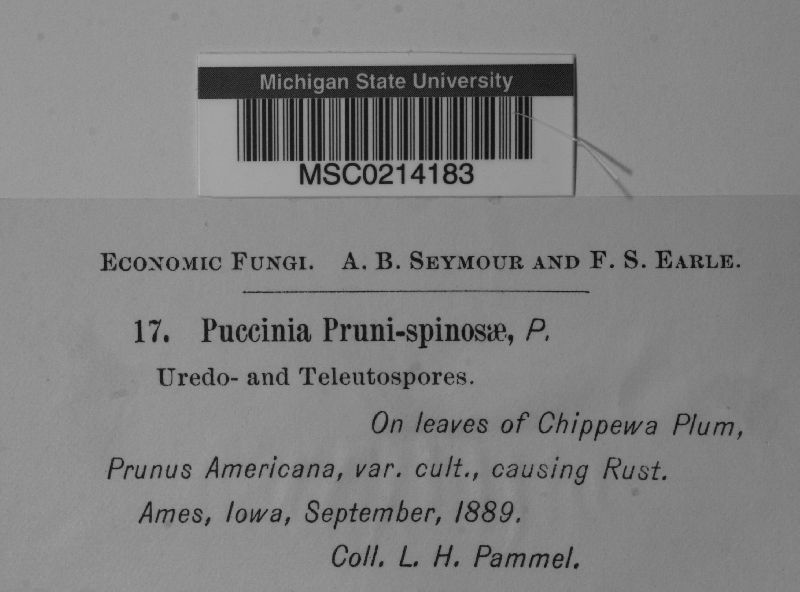 Michigan State University
MSC0214183
ECONOMIC FUNGI. A. B. SEYMOUR AND F. S. EARLE.
17. Puccinia Pruni-spinosæ, P.
Uredo- and Teleutospores.
On leaves of Chippewa Plum,
Prunus Americana, var. cult., causing Rust.
Ames, Iowa, September, 1889.
Coll. L. H. Pammel.